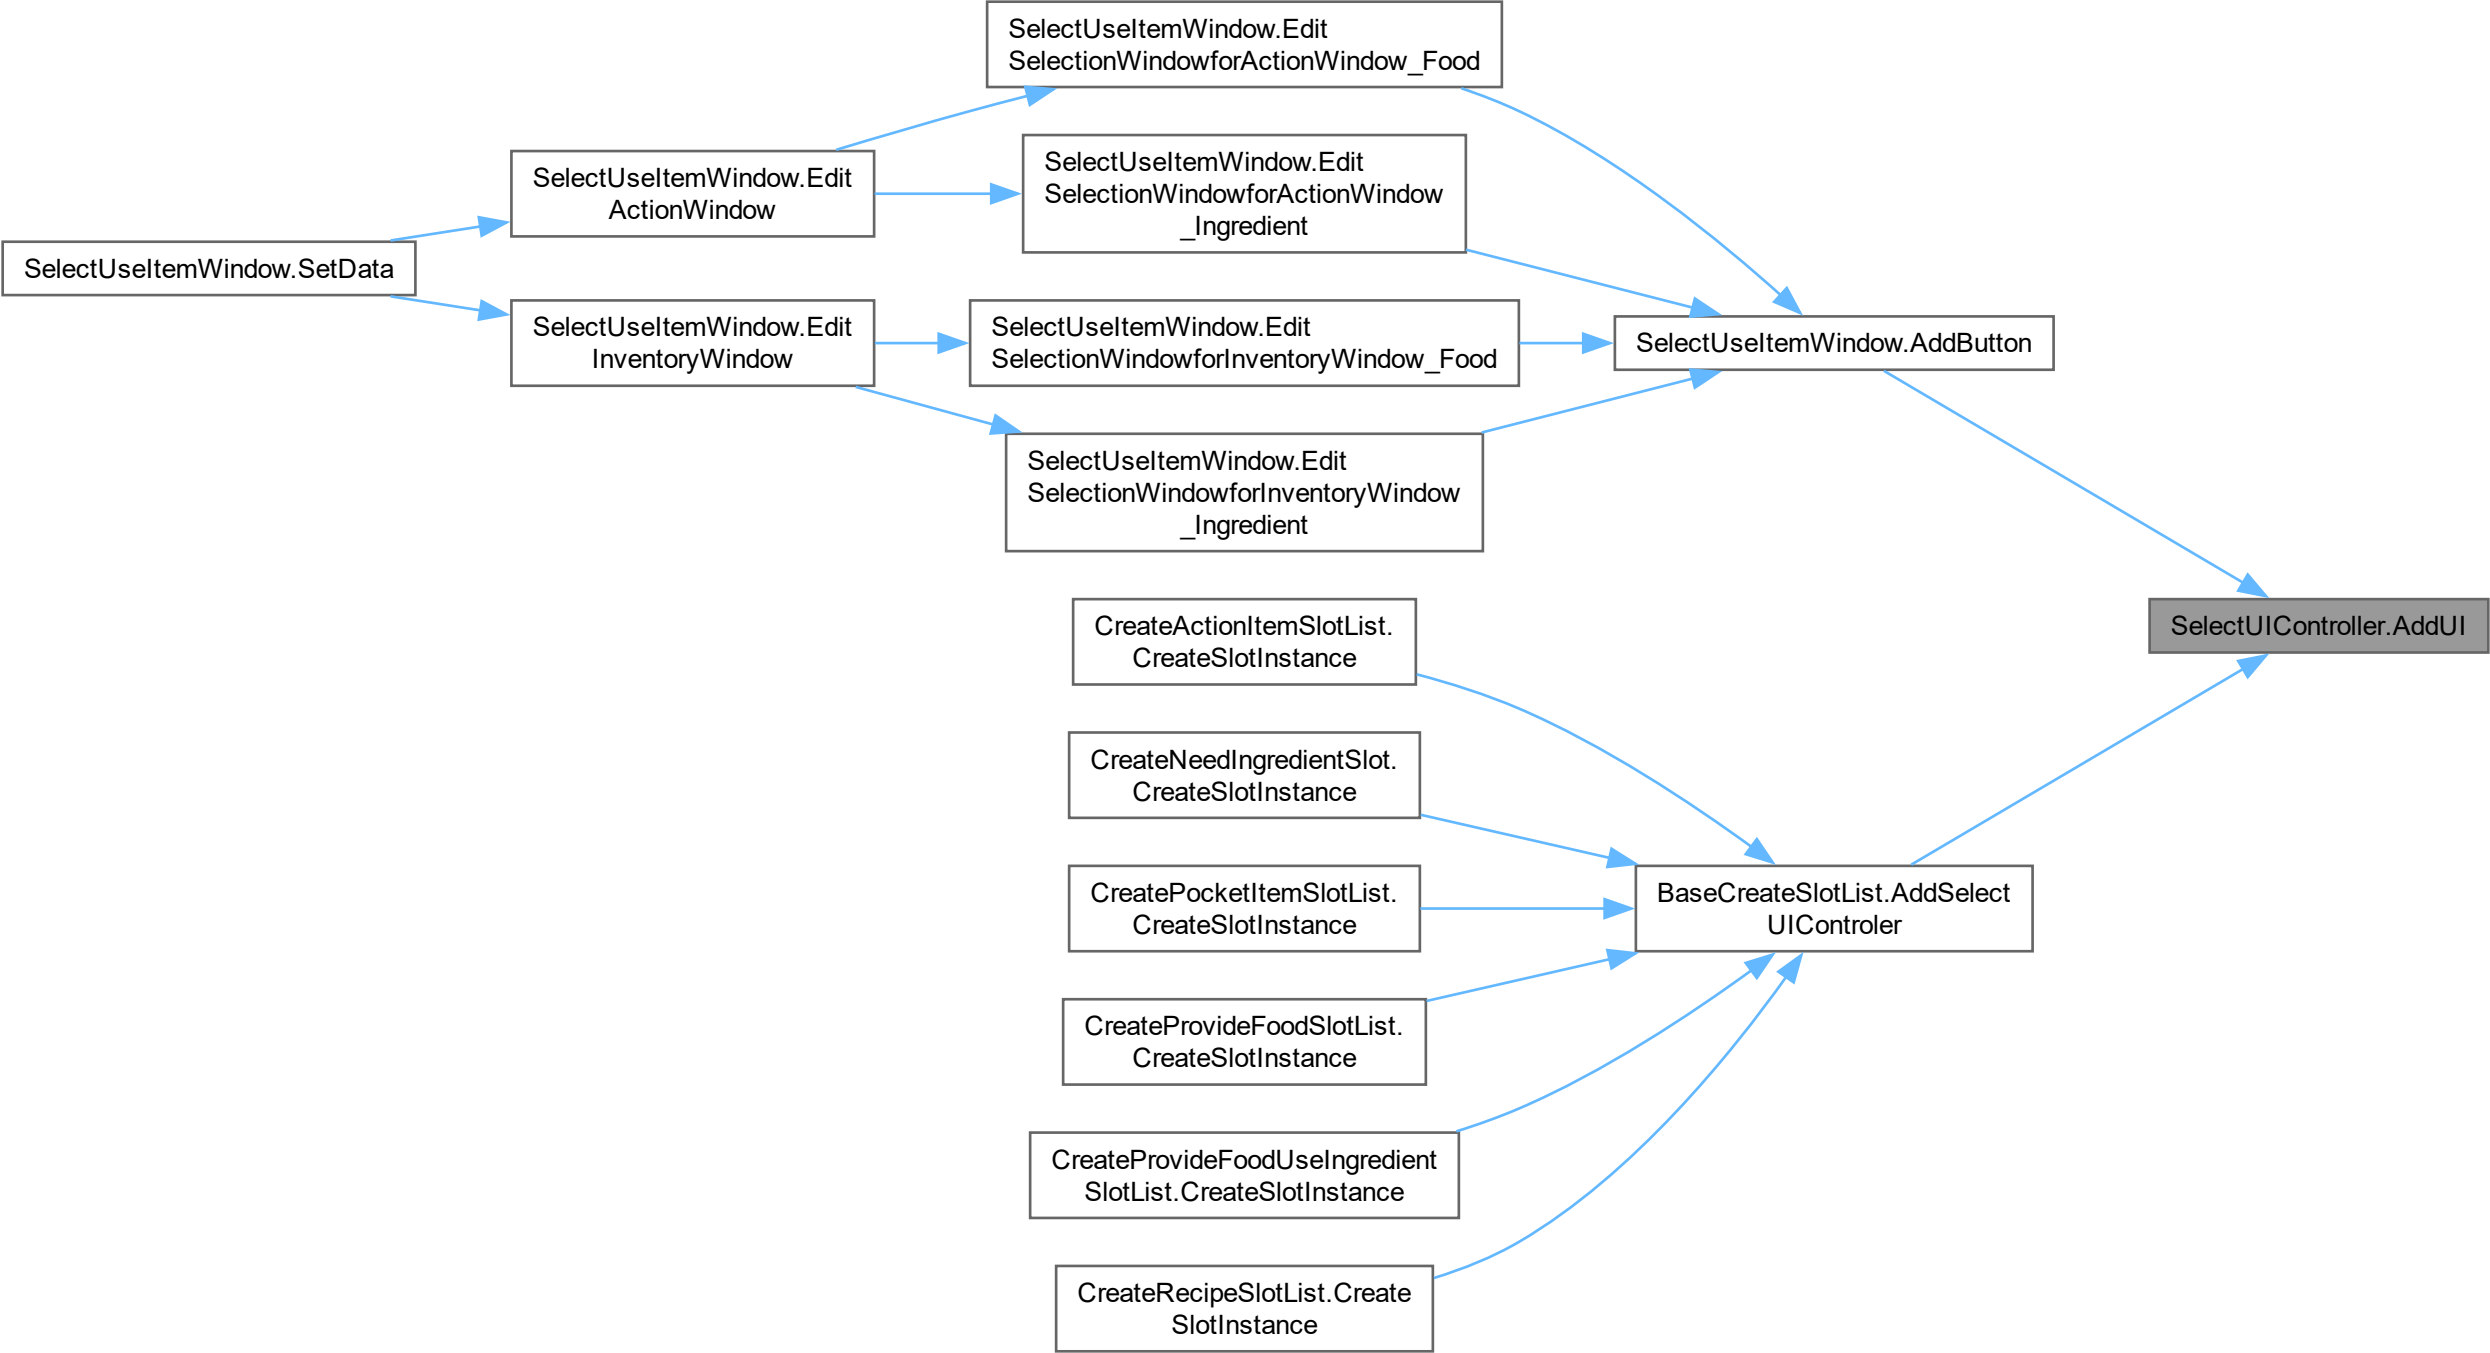 SelectUseItemWindow.Edit
SelectionWindowforActionWindow_Food
SelectUseItemWindow.Edit
SelectionWindowforActionWindow
_Ingredient
SelectUseItemWindow.Edit
ActionWindow
SelectUseItemWindow.SetData
SelectUseItemWindow.Edit
InventoryWindow
SelectUseItemWindow.Edit
SelectionWindowforInventoryWindow_Food
SelectUseItemWindow.AddButton
SelectUseItemWindow.Edit
SelectionWindowforInventoryWindow
_Ingredient
CreateActionItemSlotList.
CreateSlotInstance
SelectUIController.AddUI
CreateNeedIngredientSlot.
CreateSlotInstance
CreatePocketItemSlotList.
CreateSlotInstance
BaseCreateSlotList.AddSelect
UIControler
CreateProvideFoodSlotList.
CreateSlotInstance
CreateProvideFoodUseIngredient
SlotList.CreateSlotInstance
CreateRecipeSlotList.Create
SlotInstance